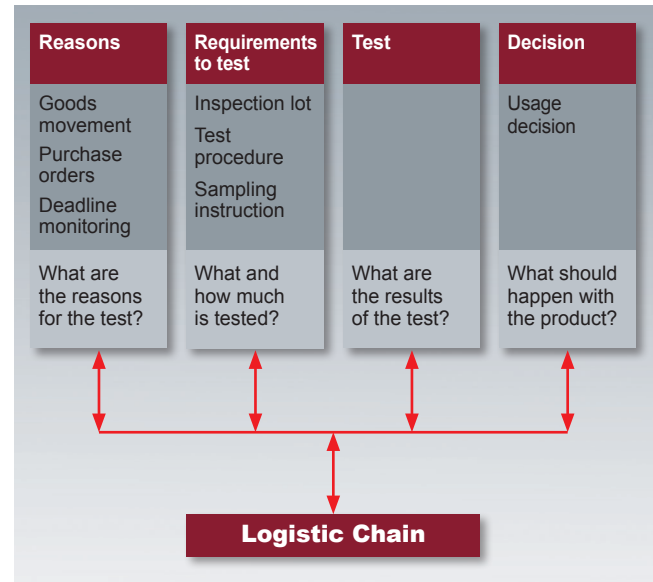 Reasons
Goods
movement
Purchase
orders
Deadline
monitoring
What are
the reasons
for the test?
Requirements
to test
Inspection lot
Test
procedure
Sampling
instruction
What and
how much
is tested?
Test
What are
the results
of the test?
Decision
Usage
decision
What should
happen with
the product?
Logistic Chain